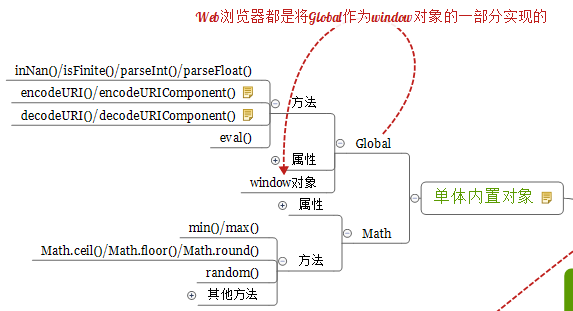 Web浏览器都是将Global作为window对象的一部分实现的
inNan()/isFinite()/parseInt()/parseFloat()
encodeURI()/encodeURIComponent()
方法
decodeURI()/decodeURIComponent()
eval()
Global
属性
window对象
单体内置对象
属性
min()/max()
Math
Math.ceil()/Math.floor()/Math.round()
方法
random()
其他方法